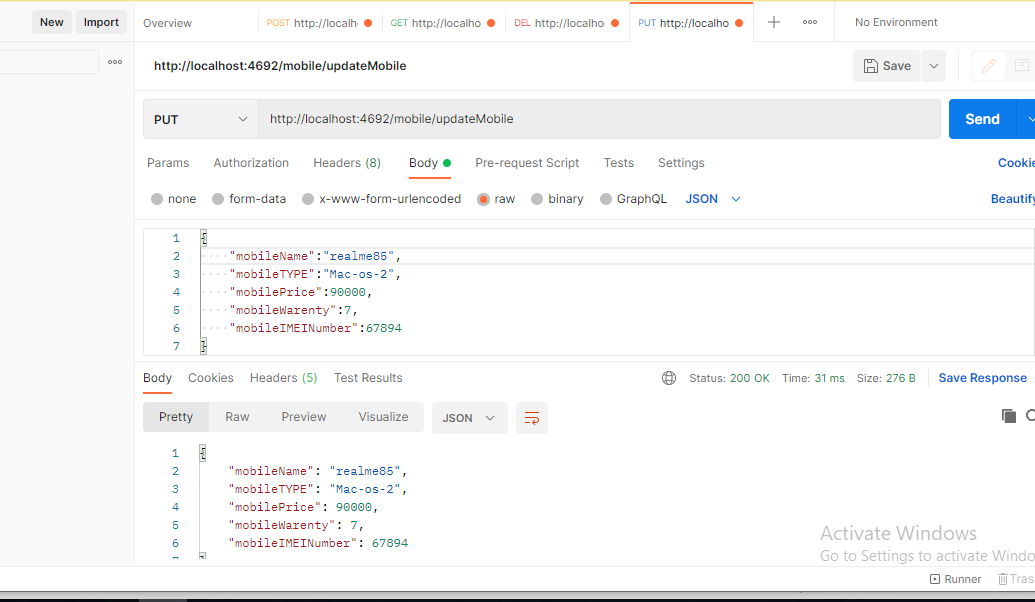 New Import Overview POST http://localh GET http://localho DEL http://localho PUT http://localho No Environment
http://localhost:4692/mobile/updateMobile Save
PUT http://localhost:4692/mobile/updateMobile Send
Params Authorization Headers (8) Body Pre-request Script Tests Settings Cookie
none form-data x-www-form-urlencoded raw binary GraphQL JSON Beautify
1 {
2 "mobileName":"realme85",
3 "mobileTYPE":"Mac-os-2",
4 "mobilePrice":90000,
5 "mobileWarenty":7,
6 "mobileIMEINumber":67894
7 }
Body Cookies Headers (5) Test Results Status: 200 OK Time: 31 ms Size: 276 B Save Response
Pretty Raw Preview Visualize JSON
1 {
2 "mobileName": "realme85",
3 "mobileTYPE": "Mac-os-2",
4 "mobilePrice": 90000,
5 "mobileWarenty": 7,
6 "mobileIMEINumber": 67894
7 }
Activate Windows
Go to Settings to activate Windo
Runner Tras